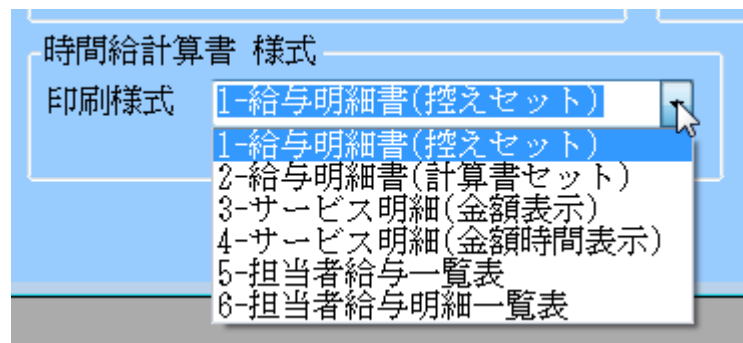 時間給計算書 様式
印刷様式 1-給与明細書(控えセット)
1-給与明細書(控えセット)
2-給与明細書(計算書セット)
3-サービス明細(金額表示)
4-サービス明細(金額時間表示)
5-担当者給与一覧表
6-担当者給与明細一覧表